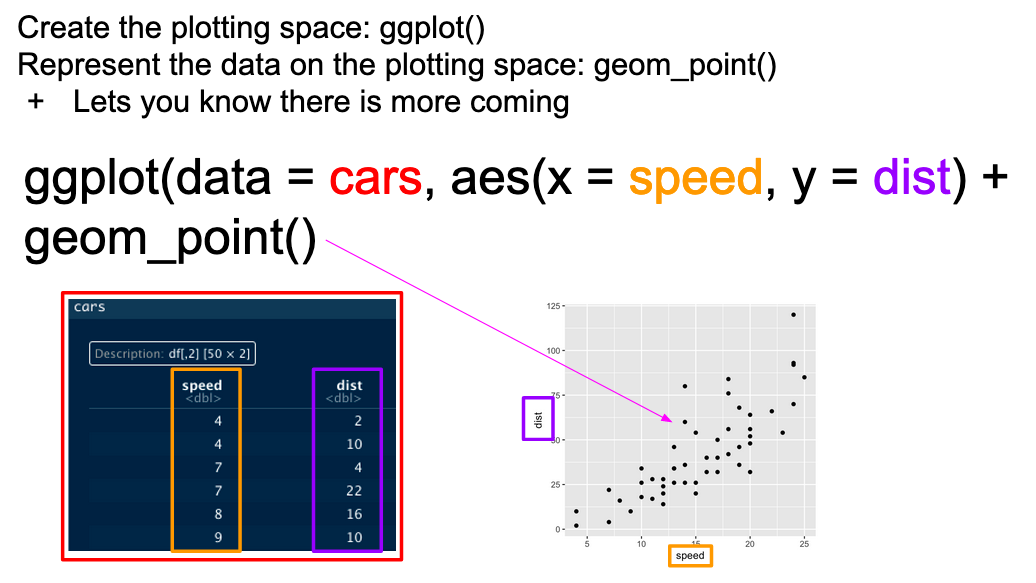 Create the plotting space: ggplot()
Represent the data on the plotting space: geom_point()
+ Lets you know there is more coming
ggplot(data = cars, aes(x = speed, y = dist) +
geom_point()
cars
Description: df[,2] [50 × 2]
speed dist
<dbl> <dbl>
4 2
4 10
7 4
7 22
8 16
9 10
125
100
75
dist
50
25
0
5 10 15 20 25
speed